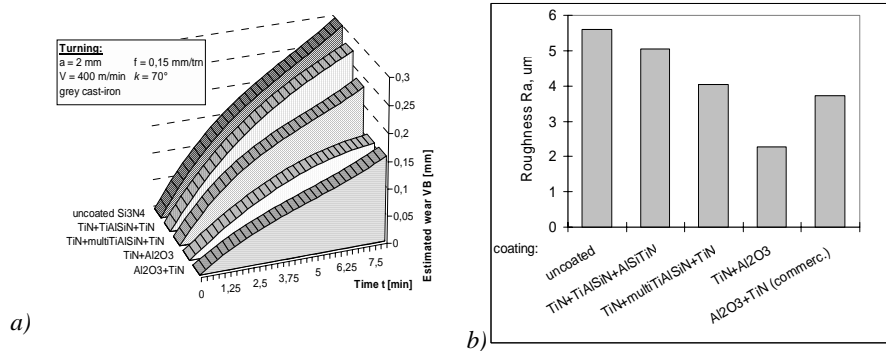 Turning:
a = 2 mm f = 0,15 mm/trn
V = 400 m/min k = 70°
grey cast-iron
0,3
0,25
0,2
0,15
0,1
0,05
0
Estimated wear VB [mm]
uncoated Si3N4
TiN+TiAlSiN+TiN
TiN+multiTiAlSiN+TiN
TiN+Al2O3
Al2O3+TiN
0 1,25 2,5 3,75 5 6,25 7,5
Time t [min]
a)
Roughness Ra, um
6
5
4
3
2
1
0
coating:
uncoated
TiN+TiAlSiN+AlSiTiN
TiN+multiTiAlSiN+TiN
TiN+Al2O3
Al2O3+TiN (commerc.)
b)